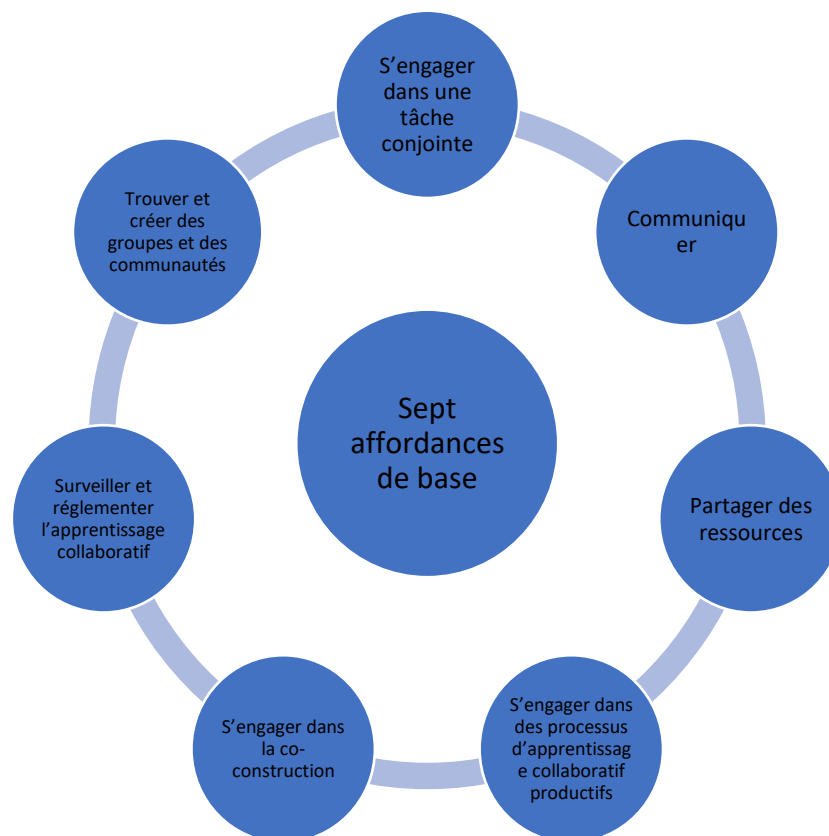 S’engager
dans une
tâche
conjointe
Communiqu
er
Partager des
ressources
S’engager dans
des processus
d’apprentissag
e collaboratif
productifs
S’engager dans
la co-
construction
Surveiller et
réglementer
l’apprentissage
collaboratif
Trouver et
créer des
groupes et des
communautés
Sept
affordances
de base